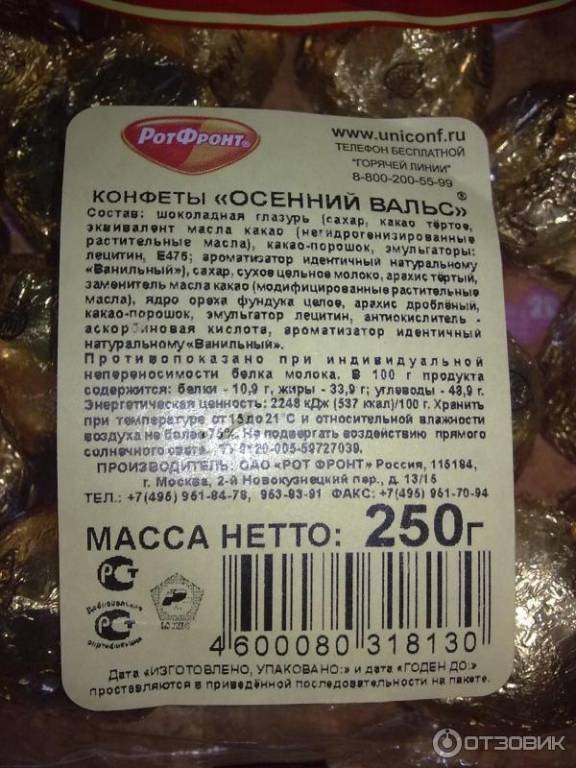 РотФронт®
www.uniconf.ru
ТЕЛЕФОН БЕСПЛАТНОЙ
"ГОРЯЧЕЙ ЛИНИИ"
8-800-200-55-99
КОНФЕТЫ «ОСЕННИЙ ВАЛЬС»®
Состав: шоколадная глазурь (сахар, какао тёртое,
эквивалент масла какао (негидрогенизированные
растительные масла), какао-порошок, эмульгаторы:
лецитин, Е476; ароматизатор идентичный натуральному
«Ванильный»), сахар, сухое цельное молоко, арахис тёртый,
заменитель масла какао (модифицированные растительные
масла), ядро ореха фундука целое, арахис дроблёный,
какао-порошок, эмульгатор лецитин, антиокислитель -
аскорбиновая кислота, ароматизатор идентичный
натуральному «Ванильный».
Противопоказано при индивидуальной
непереносимости белка молока. В 100 г продукта
содержится: белки - 10,9 г, жиры - 33,9 г; углеводы - 48,9 г.
Энергетическая ценность: 2248 кДж (537 ккал)/100 г. Хранить
при температуре от 15 до 21°С и относительной влажности
воздуха не более 75%. Не подвергать воздействию прямого
солнечного света. ТУ 9120-005-59727039.
ПРОИЗВОДИТЕЛЬ: ОАО «РОТ ФРОНТ» Россия, 115184,
г. Москва, 2-й Новокузнецкий пер., д. 13/15
ТЕЛ.: +7(495) 951-84-78, 953-93-91 ФАКС: +7(495) 951-70-94
МАССА НЕТТО: 250г
РСТ
Добровольная
сертификация
4600080 318130
Дата «ИЗГОТОВЛЕНО, УПАКОВАНО:» и дата «ГОДЕН ДО:»
проставляются в приведённой последовательности на пакете.
ОТЗОВИК